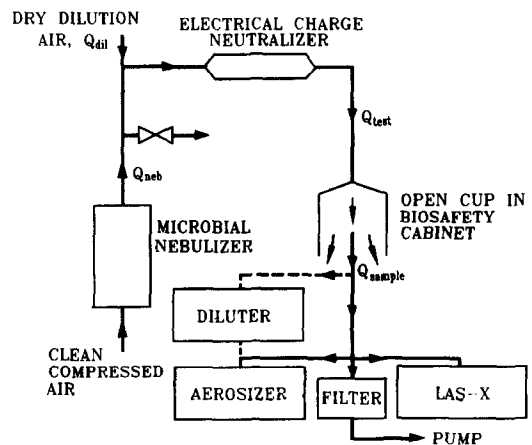 DRY DILUTION
AIR, Qdil
ELECTRICAL CHARGE
NEUTRALIZER
Qtest
Qneb
MICROBIAL
NEBULIZER
OPEN CUP IN
BIOSAFETY
CABINET
Qsample
DILUTER
CLEAN
COMPRESSED
AIR
AEROSIZER
FILTER
LAS-X
PUMP